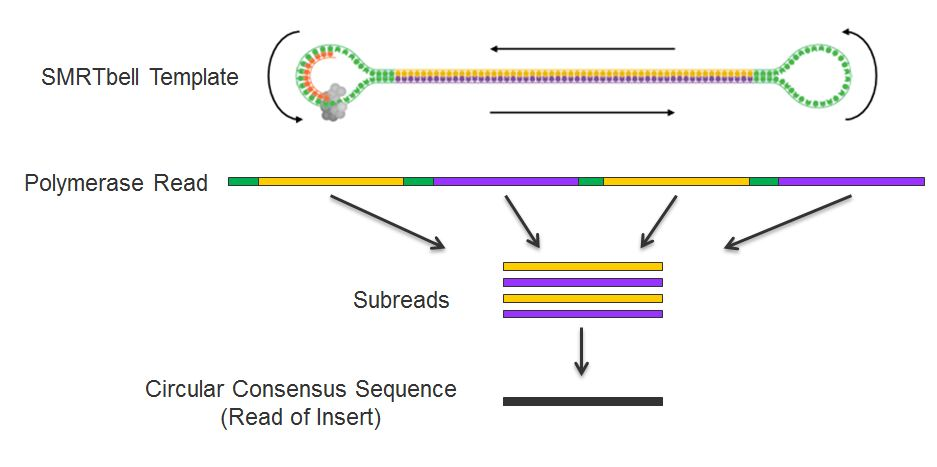 SMRTbell Template
Polymerase Read
Subreads
Circular Consensus Sequence
(Read of Insert)